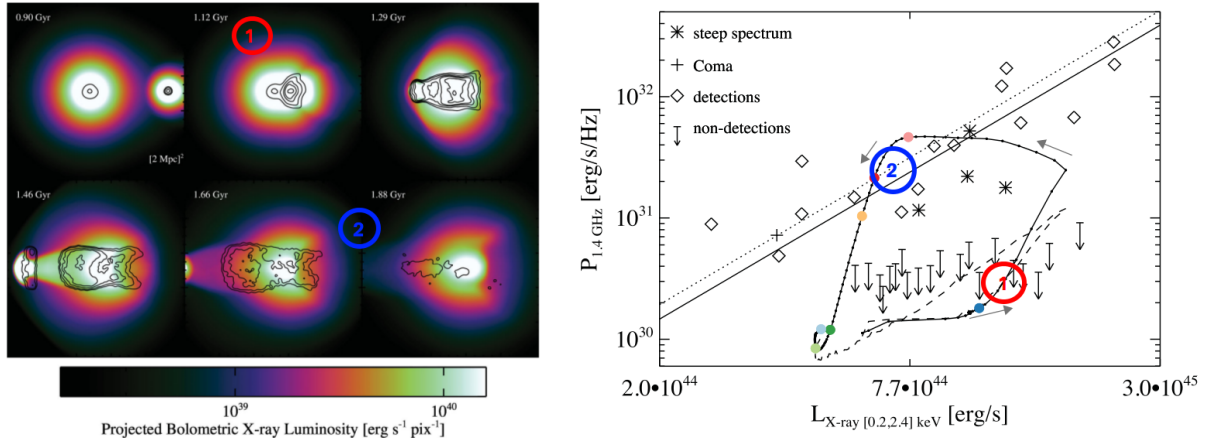 0.90 Gyr
1.12 Gyr
1
1.29 Gyr
[2 Mpc]²
1.46 Gyr
1.66 Gyr
2
1.88 Gyr
10³⁹
10⁴⁰
Projected Bolometric X-ray Luminosity [erg s⁻¹ pix⁻¹]
steep spectrum
Coma
detections
non-detections
2
1
10³²
10³¹
10³⁰
P₁.₄ GHz [erg/s/Hz]
2.0•10⁴⁴
7.7•10⁴⁴
3.0•10⁴⁵
L X-ray [0.2,2.4] keV [erg/s]